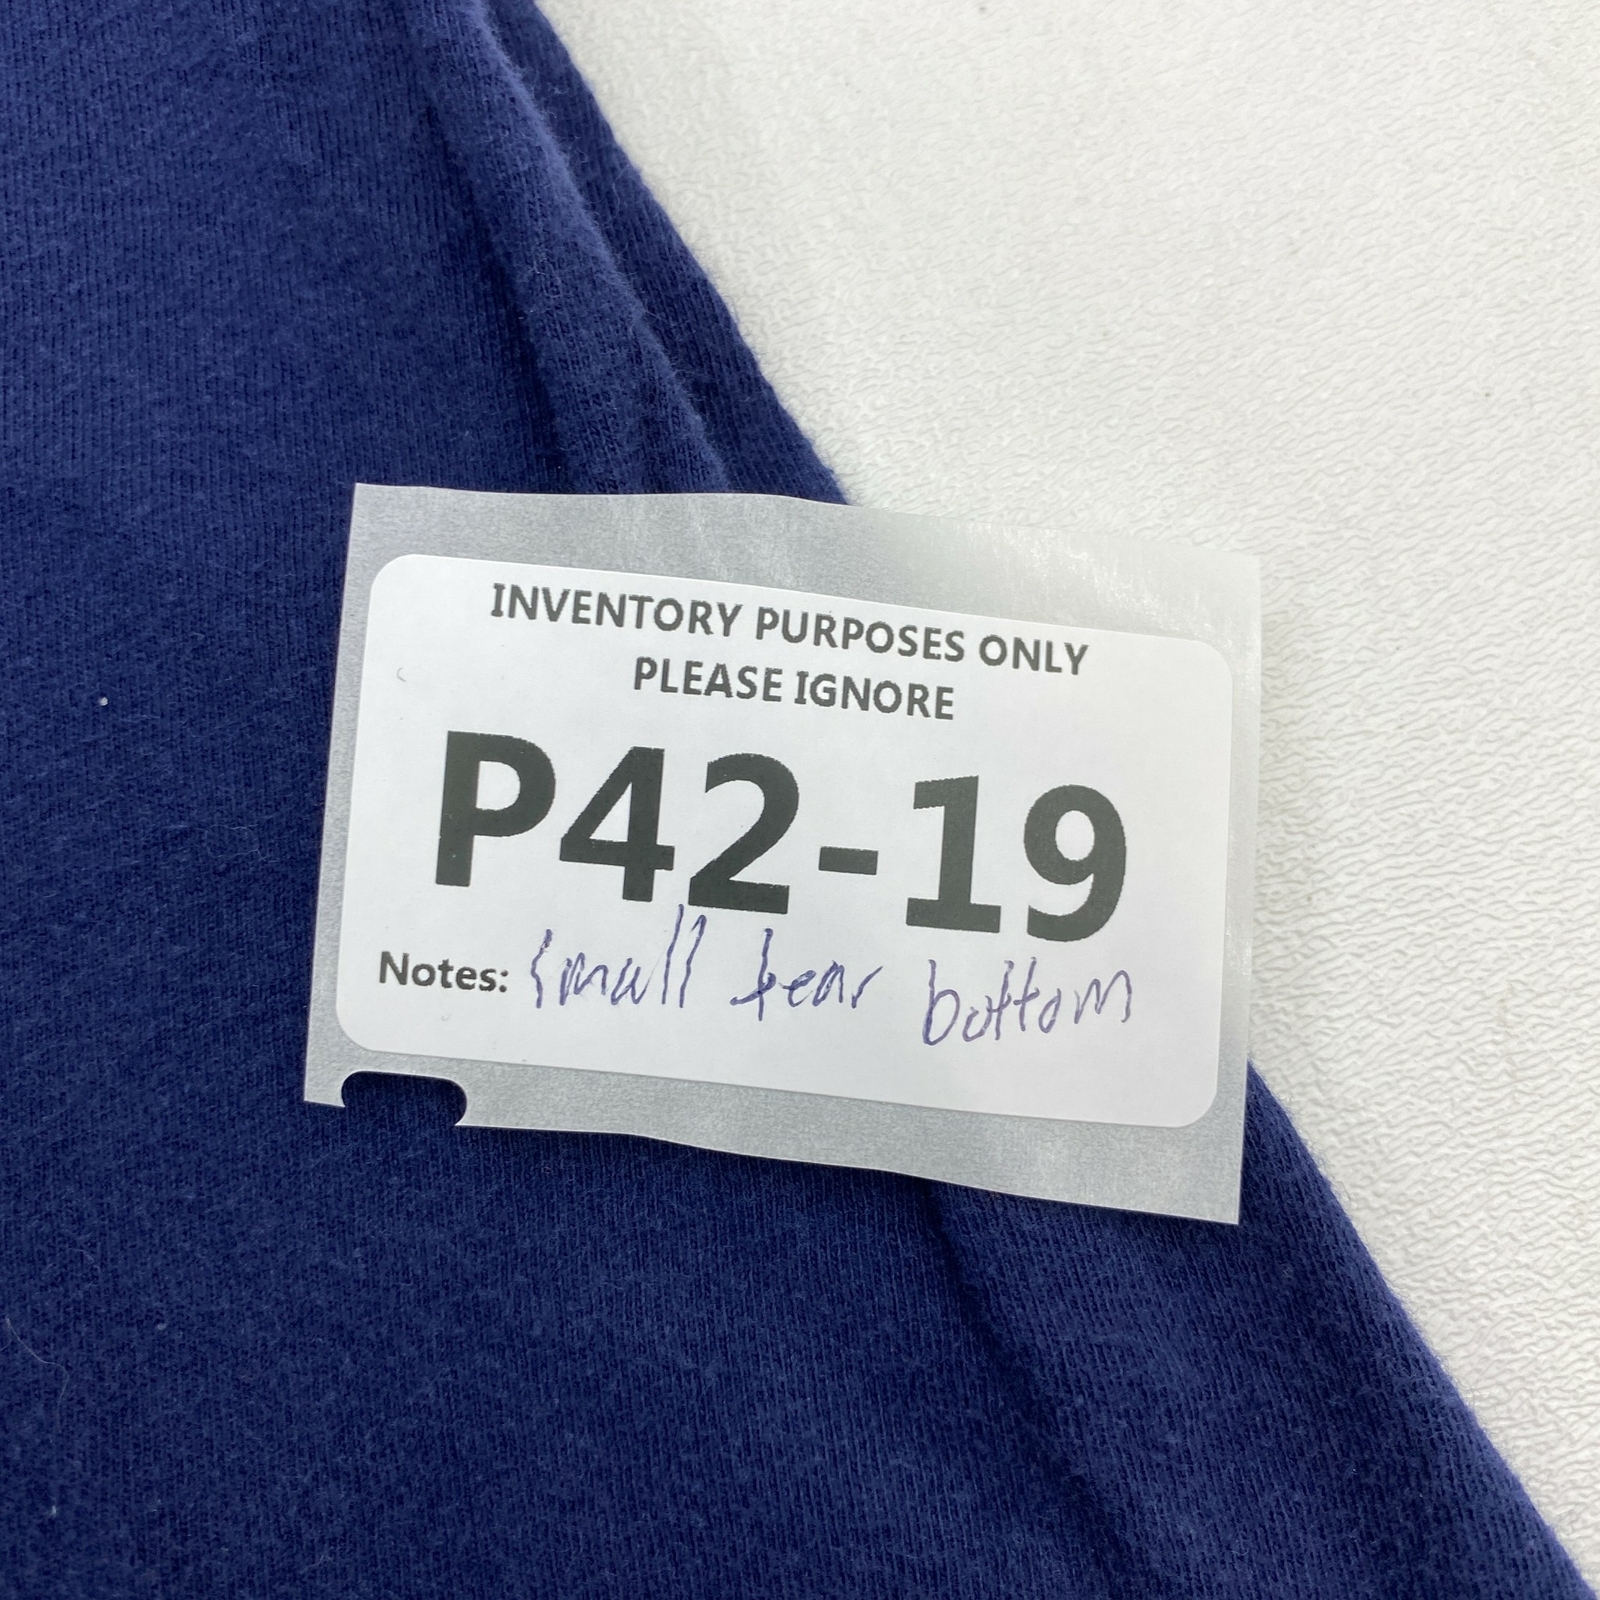 INVENTORY PURPOSES ONLY
PLEASE IGNORE
P42-19
Notes: small tear bottom